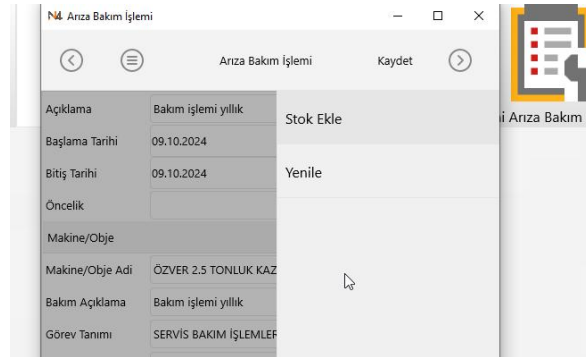 N4 Arıza Bakım İşlemi
Arıza Bakım İşlemi Kaydet
Açıklama Bakım işlemi yıllık
Stok Ekle
Başlama Tarihi 09.10.2024
Bitiş Tarihi 09.10.2024
Yenile
Öncelik
Makine/Obje
Makine/Obje Adi ÖZVER 2.5 TONLUK KAZ
Bakım Açıklama Bakım işlemi yıllık
Görev Tanımı SERVİS BAKIM İŞLEMLER
i Arıza Bakım